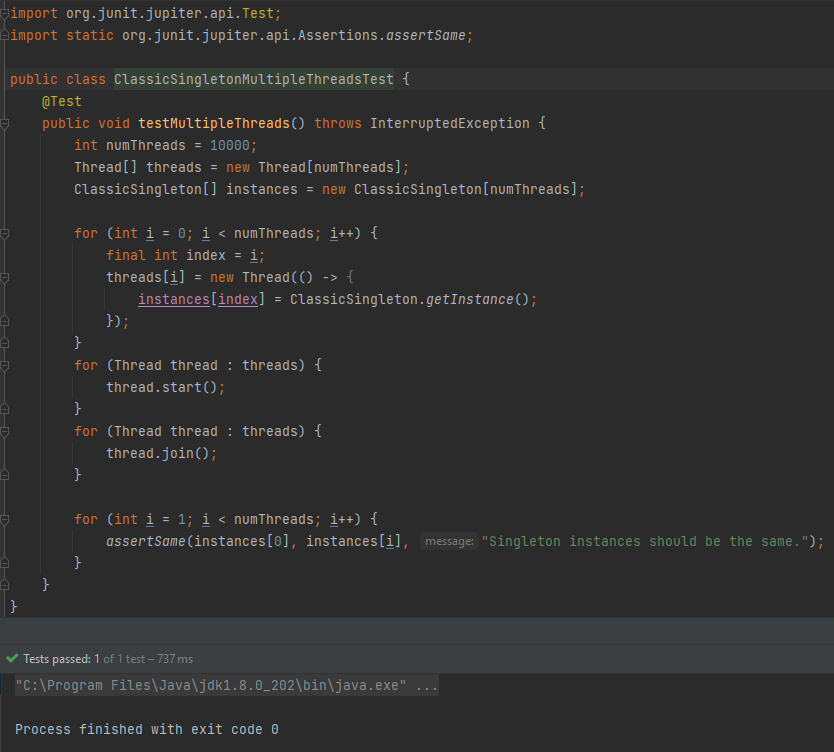 import org.junit.jupiter.api.Test;
import static org.junit.jupiter.api.Assertions.assertSame;

public class ClassicSingletonMultipleThreadsTest {
    @Test
    public void testMultipleThreads() throws InterruptedException {
        int numThreads = 10000;
        Thread[] threads = new Thread[numThreads];
        ClassicSingleton[] instances = new ClassicSingleton[numThreads];

        for (int i = 0; i < numThreads; i++) {
            final int index = i;
            threads[i] = new Thread(() -> {
                instances[index] = ClassicSingleton.getInstance();
            });
        }
        for (Thread thread : threads) {
            thread.start();
        }
        for (Thread thread : threads) {
            thread.join();
        }

        for (int i = 1; i < numThreads; i++) {
            assertSame(instances[0], instances[i], message: "Singleton instances should be the same.");
        }
    }
}
Tests passed: 1 of 1 test – 737 ms
"C:\Program Files\Java\jdk1.8.0_202\bin\java.exe" ...

Process finished with exit code 0